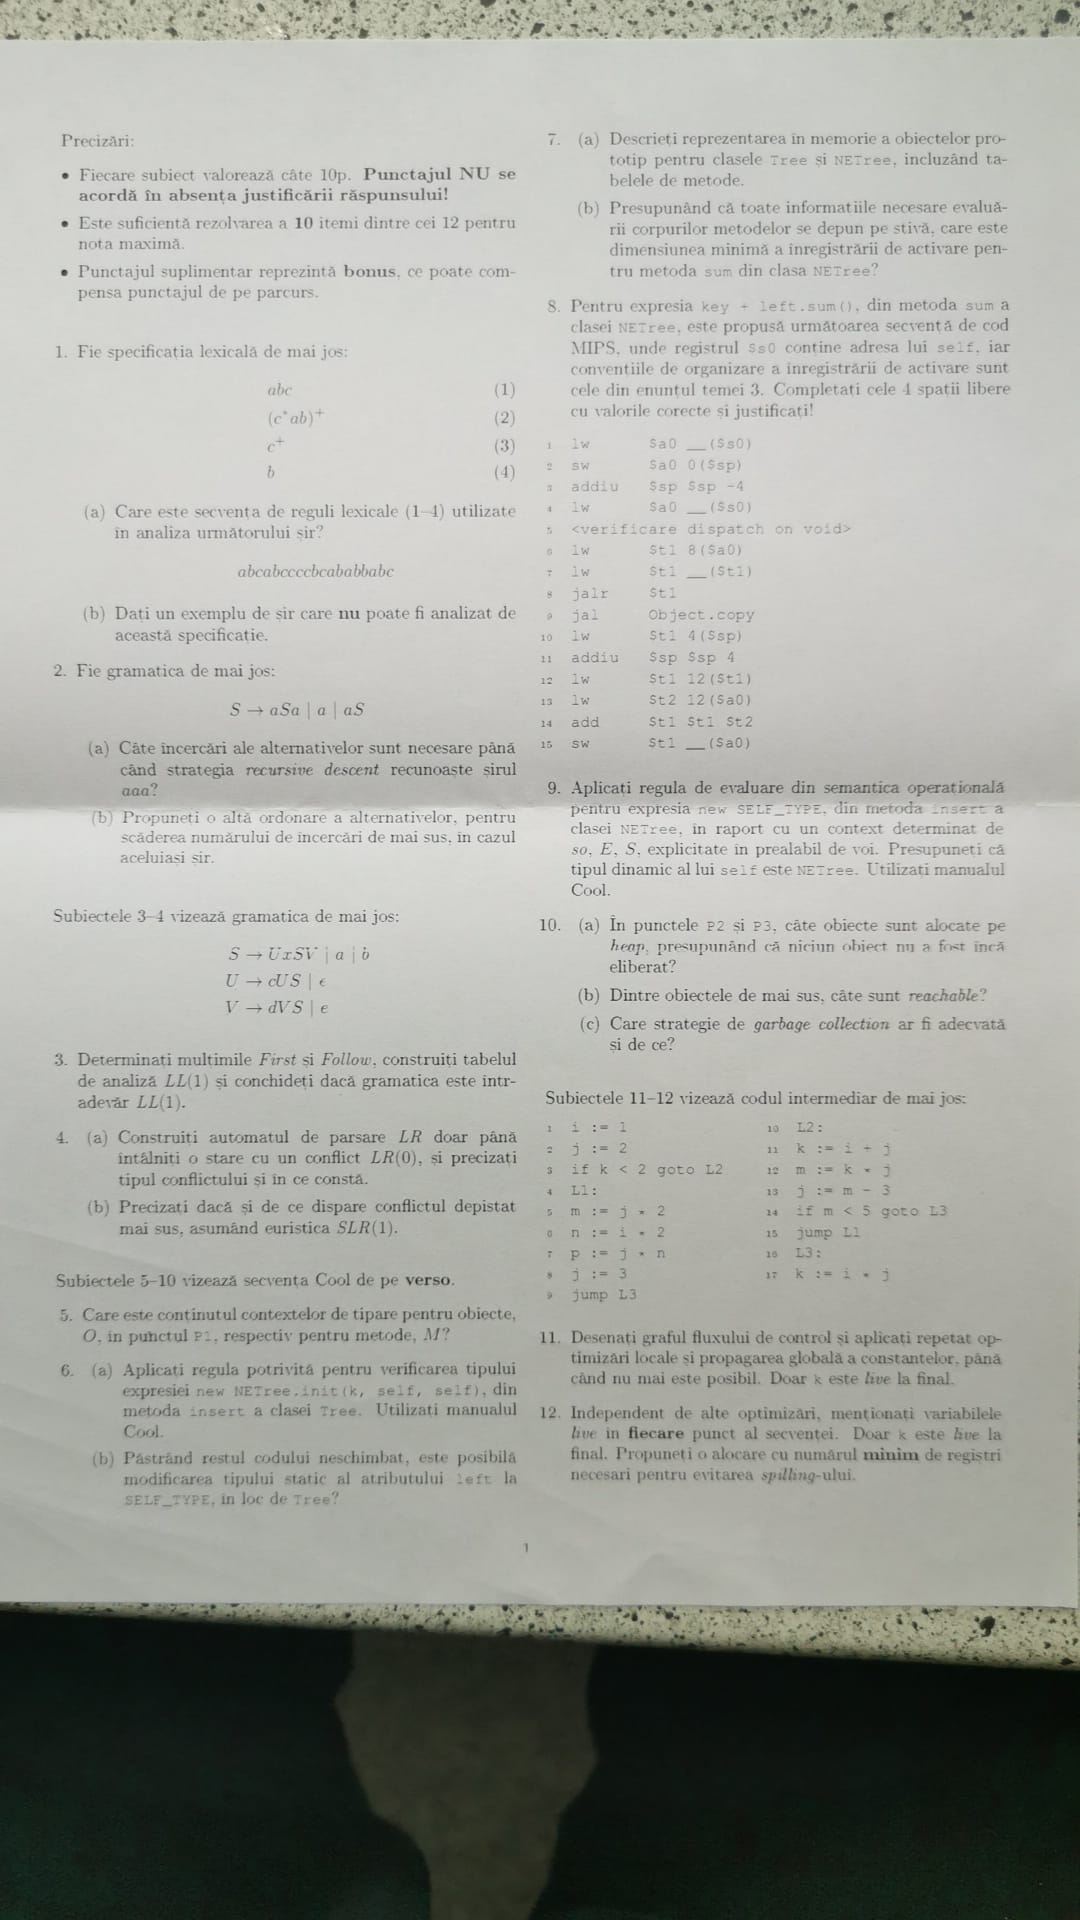 Precizări:
• Fiecare subiect valorează câte 10p. Punctajul NU se
acordă în absența justificării răspunsului!
• Este suficientă rezolvarea a 10 itemi dintre cei 12 pentru
nota maximă.
• Punctajul suplimentar reprezintă bonus, ce poate com-
pensa punctajul de pe parcurs.
1. Fie specificația lexicală de mai jos:
abc (1)
(c*ab)+ (2)
c+ (3)
b (4)
(a) Care este secvența de reguli lexicale (1–4) utilizate
în analiza următorului șir?
abcabccccbcababbabc
(b) Dați un exemplu de șir care nu poate fi analizat de
această specificație.
2. Fie gramatica de mai jos:
S → aSa | a | aS
(a) Câte încercări ale alternativelor sunt necesare până
când strategia recursive descent recunoaște șirul
aaa?
(b) Propuneți o altă ordonare a alternativelor, pentru
scăderea numărului de încercări de mai sus, în cazul
aceluiași șir.
Subiectele 3–4 vizează gramatica de mai jos:
S → UxSV | a | b
U → cUS | ϵ
V → dVS | e
3. Determinați mulțimile First și Follow, construiți tabelul
de analiză LL(1) și conchideți dacă gramatica este într-
adevăr LL(1).
4. (a) Construiți automatul de parsare LR doar până
întâlniți o stare cu un conflict LR(0), și precizați
tipul conflictului și în ce constă.
(b) Precizați dacă și de ce dispare conflictul depistat
mai sus, asumând euristica SLR(1).
Subiectele 5–10 vizează secvența Cool de pe verso.
5. Care este conținutul contextelor de tipare pentru obiecte,
O, în punctul P1, respectiv pentru metode, M?
6. (a) Aplicați regula potrivită pentru verificarea tipului
expresiei new NETree.init(k, self, self), din
metoda insert a clasei Tree. Utilizați manualul
Cool.
(b) Păstrând restul codului neschimbat, este posibilă
modificarea tipului static al atributului left la
SELF_TYPE, în loc de Tree?
7. (a) Descrieți reprezentarea în memorie a obiectelor pro-
totip pentru clasele Tree și NETree, incluzând ta-
belele de metode.
(b) Presupunând că toate informațiile necesare evaluă-
rii corpurilor metodelor se depun pe stivă, care este
dimensiunea minimă a înregistrării de activare pen-
tru metoda sum din clasa NETree?
8. Pentru expresia key + left.sum(), din metoda sum a
clasei NETree, este propusă următoarea secvență de cod
MIPS, unde registrul $s0 conține adresa lui self, iar
convențiile de organizare a înregistrării de activare sunt
cele din enunțul temei 3. Completați cele 4 spații libere
cu valorile corecte și justificați!
1 lw $a0 __($s0)
2 sw $a0 0($sp)
3 addiu $sp $sp -4
4 lw $a0 __($s0)
5 <verificare dispatch on void>
6 lw $t1 8($a0)
7 lw $t1 __($t1)
8 jalr $t1
9 jal Object.copy
10 lw $t1 4($sp)
11 addiu $sp $sp 4
12 lw $t1 12($t1)
13 lw $t2 12($a0)
14 add $t1 $t1 $t2
15 sw $t1 __($a0)
9. Aplicați regula de evaluare din semantica operațională
pentru expresia new SELF_TYPE, din metoda insert a
clasei NETree, în raport cu un context determinat de
so, E, S, explicitate în prealabil de voi. Presupuneți că
tipul dinamic al lui self este NETree. Utilizați manualul
Cool.
10. (a) În punctele P2 și P3, câte obiecte sunt alocate pe
heap, presupunând că niciun obiect nu a fost încă
eliberat?
(b) Dintre obiectele de mai sus, câte sunt reachable?
(c) Care strategie de garbage collection ar fi adecvată
și de ce?
Subiectele 11–12 vizează codul intermediar de mai jos:
1 i := 1
2 j := 2
3 if k < 2 goto L2
4 L1:
5 m := j * 2
6 n := i * 2
7 p := j * n
8 j := 3
9 jump L3
10 L2:
11 k := i + j
12 m := k * j
13 j := m - 3
14 if m < 5 goto L3
15 jump L1
16 L3:
17 k := i * j
11. Desenați graful fluxului de control și aplicați repetat op-
timizări locale și propagarea globală a constantelor, până
când nu mai este posibil. Doar k este live la final.
12. Independent de alte optimizări, menționați variabilele
live în fiecare punct al secvenței. Doar k este live la
final. Propuneți o alocare cu numărul minim de regiștri
necesari pentru evitarea spilling-ului.
1